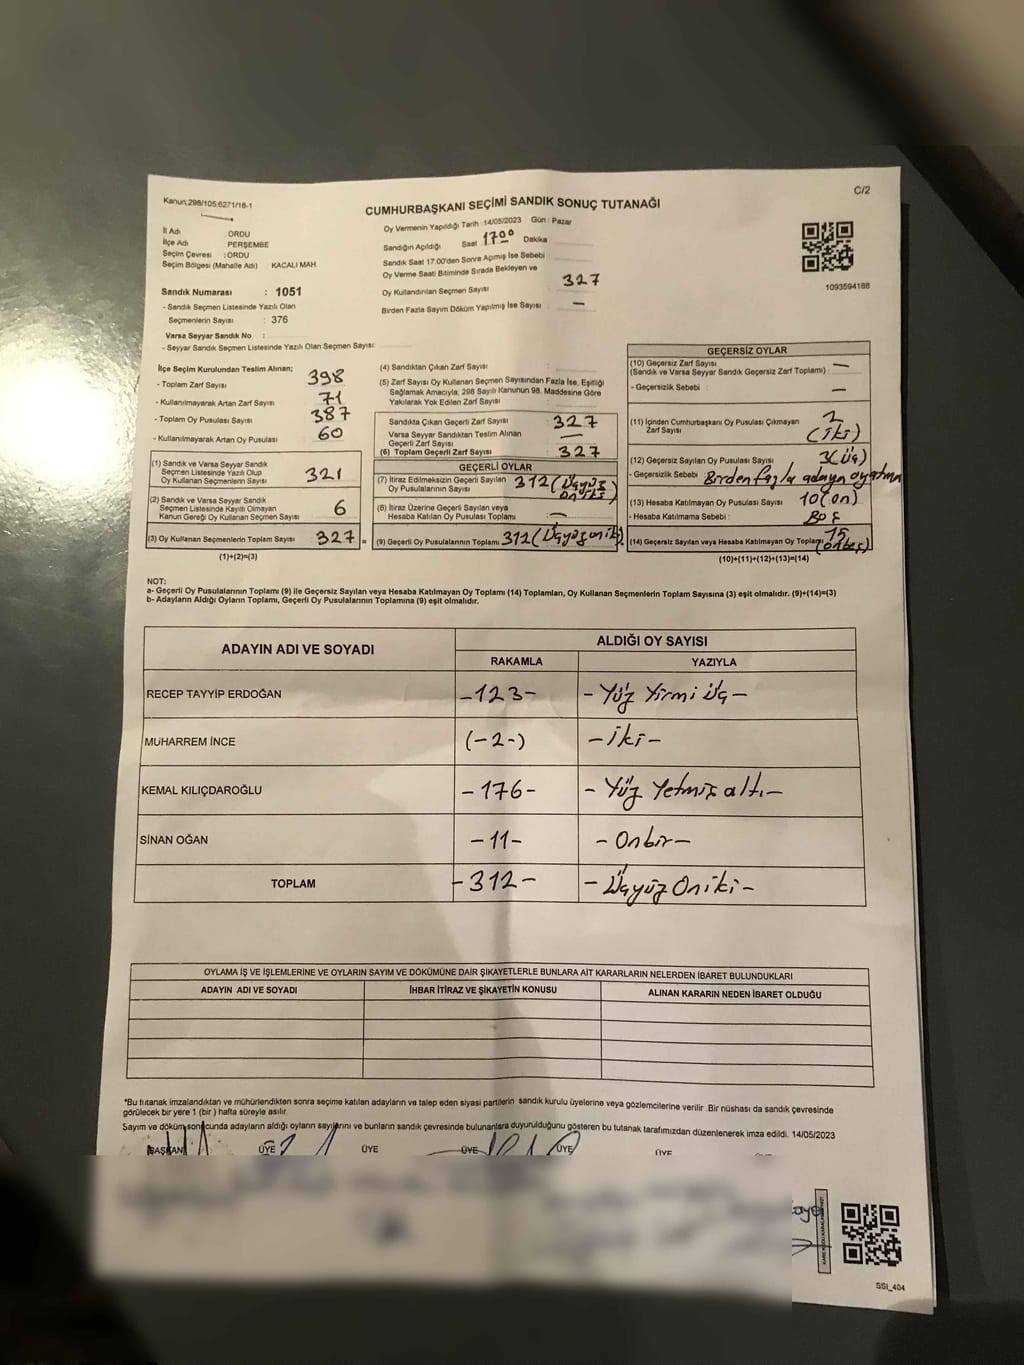 Kanun,298/105,6271/18-1
C/2
CUMHURBAŞKANI SEÇİMİ SANDIK SONUÇ TUTANAĞI
İl Adı : ORDU
İlçe Adı : PERŞEMBE
Seçim Çevresi : ORDU
Seçim Bölgesi (Mahalle Adı) : KACALI MAH.
Sandık Numarası : 1051
- Sandık Seçmen Listesinde Yazılı Olan
Seçmenlerin Sayısı : 376
Varsa Seyyar Sandık No :
- Seyyar Sandık Seçmen Listesinde Yazılı Olan Seçmen Sayısı:
Oy Vermenin Yapıldığı Tarih :14/05/2023 Gün : Pazar
Sandığın Açıldığı Saat 17 00 Dakika
Sandık Saat 17.00'den Sonra Açımış İse Sebebi :
Oy Verme Saati Bitiminde Sırada Bekleyen ve
Oy Kullandırılan Seçmen Sayısı 327
Birden Fazla Sayım Döküm Yapılmış İse Sayısı : —
1093594188
İlçe Seçim Kurulundan Teslim Alınan;
- Toplam Zarf Sayısı 398
- Kullanılmayarak Artan Zarf Sayısı 71
- Toplam Oy Pusulası Sayısı 387
- Kullanılmayarak Artan Oy Pusulası 60
(1) Sandık ve Varsa Seyyar Sandık
Seçmen Listesinde Yazılı Olup
Oy Kullanan Seçmenlerin Sayısı 321
(2) Sandık ve Varsa Seyyar Sandık
Seçmen Listesinde Kayıtlı Olmayan
Kanun Gereği Oy Kullanan Seçmen Sayısı 6
(3) Oy Kullanan Seçmenlerin Toplam Sayısı 327 =
(1)+(2)=(3)
(4) Sandıktan Çıkan Zarf Sayısı :
(5) Zarf Sayısı Oy Kullanan Seçmen Sayısından Fazla İse, Eşitliği
Sağlamak Amacıyla; 298 Sayılı Kanunun 98. Maddesine Göre
Yakılarak Yok Edilen Zarf Sayısı :
Sandıkta Çıkan Geçerli Zarf Sayısı 327
Varsa Seyyar Sandıktan Teslim Alınan
Geçerli Zarf Sayısı —
(6) Toplam Geçerli Zarf Sayısı 327
GEÇERLİ OYLAR
(7) İtiraz Edilmeksizin Geçerli Sayılan
Oy Pusulalarının Sayısı 312 (Üçyüz oniki)
(8) İtiraz Üzerine Geçerli Sayılan veya
Hesaba Katılan Oy Pusulası Toplamı —
(9) Geçerli Oy Pusulalarının Toplamı 312 (Üçyüz oniki)
GEÇERSİZ OYLAR
(10) Geçersiz Zarf Sayısı
(Sandık ve Varsa Seyyar Sandık Geçersiz Zarf Toplamı) : —
- Geçersizlik Sebebi : —
(11) İçinden Cumhurbaşkanı Oy Pusulası Çıkmayan
Zarf Sayısı 2 (iki)
(12) Geçersiz Sayılan Oy Pusulası Sayısı 3(Üç)
- Geçersizlik Sebebi : Birden fazla adaya oy atma
(13) Hesaba Katılmayan Oy Pusulası Sayısı 10(on)
- Hesaba Katılmama Sebebi : Boş
(14) Geçersiz Sayılan veya Hesaba Katılmayan Oy Toplamı 15 (onbeş)
(10)+(11)+(12)+(13)=(14)
NOT:
a- Geçerli Oy Pusulalarının Toplamı (9) ile Geçersiz Sayılan veya Hesaba Katılmayan Oy Toplamı (14) Toplamları, Oy Kullanan Seçmenlerin Toplam Sayısına (3) eşit olmalıdır. (9)+(14)=(3)
b- Adayların Aldığı Oyların Toplamı, Geçerli Oy Pusulalarının Toplamına (9) eşit olmalıdır.
ADAYIN ADI VE SOYADI
ALDIĞI OY SAYISI
RAKAMLA YAZIYLA
RECEP TAYYİP ERDOĞAN -123- - Yüz Yirmi Üç -
MUHARREM İNCE (-2-) - iki -
KEMAL KILIÇDAROĞLU -176- - Yüz Yetmiş altı -
SİNAN OĞAN -11- - Onbir -
TOPLAM -312- - Üçyüz Oniki -
OYLAMA İŞ VE İŞLEMLERİNE VE OYLARIN SAYIM VE DÖKÜMÜNE DAİR ŞİKAYETLERLE BUNLARA AİT KARARLARIN NELERDEN İBARET BULUNDUKLARI
ADAYIN ADI VE SOYADI İHBAR İTİRAZ VE ŞİKAYETİN KONUSU ALINAN KARARIN NEDEN İBARET OLDUĞU
*Bu tutanak imzalandıktan ve mühürlendikten sonra seçime katılan adayların ve talep eden siyasi partilerin sandık kurulu üyelerine veya gözlemcilerine verilir .Bir nüshası da sandık çevresinde
görülecek bir yere 1 (bir ) hafta süreyle asılır.
Sayım ve döküm sonucunda adayların aldığı oyların sayılarını ve bunların sandık çevresinde bulunanlara duyurulduğunu gösteren bu tutanak tarafımızdan düzenlenerek imza edildi. 14/05/2023
BAŞKAN ÜYE ÜYE ÜYE ÜYE ÜYE
SSI_404